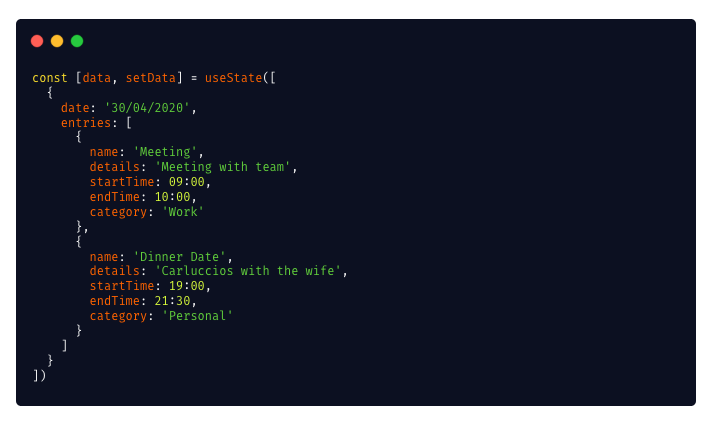 const [data, setData] = useState([
  {
    date: '30/04/2020',
    entries: [
      {
        name: 'Meeting',
        details: 'Meeting with team',
        startTime: 09:00,
        endTime: 10:00,
        category: 'Work'
      },
      {
        name: 'Dinner Date',
        details: 'Carluccios with the wife',
        startTime: 19:00,
        endTime: 21:30,
        category: 'Personal'
      }
    ]
  }
])